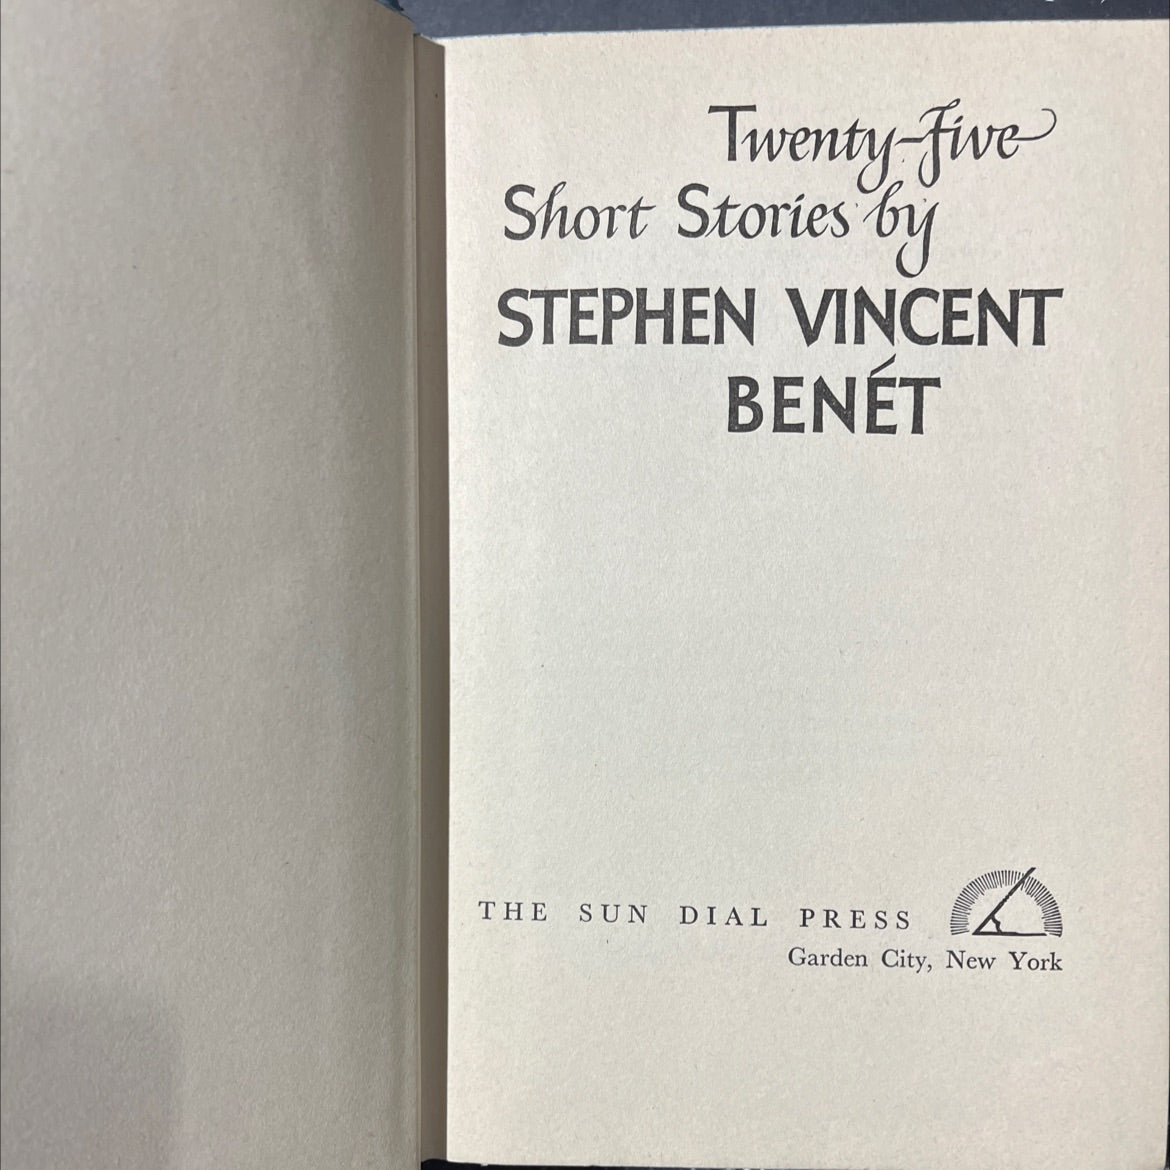 Twenty-Five
Short Stories by
STEPHEN VINCENT
BENÉT
THE SUN DIAL PRESS
Garden City, New York